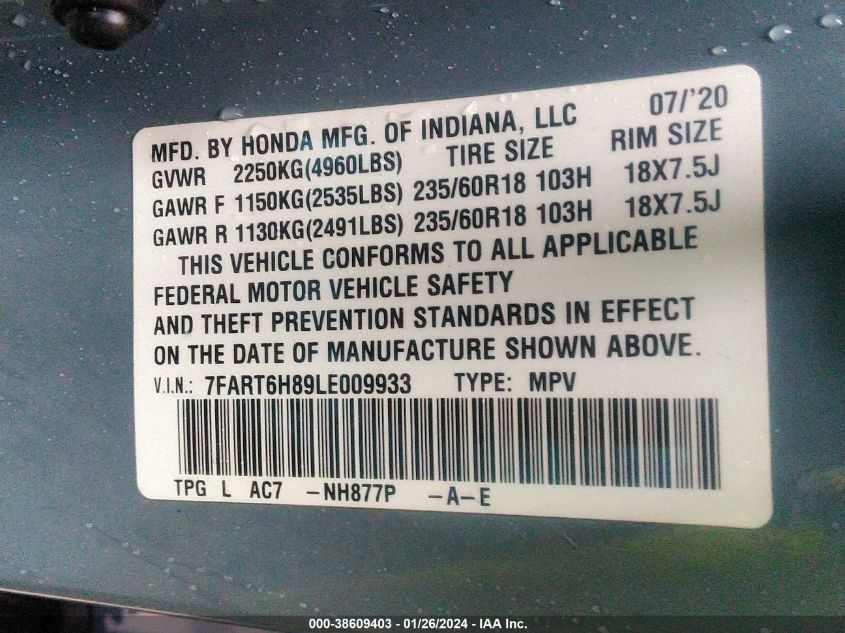 MFD. BY HONDA MFG. OF INDIANA, LLC 07/'20
GVWR 2250KG(4960LBS) TIRE SIZE RIM SIZE
GAWR F 1150KG(2535LBS) 235/60R18 103H 18X7.5J
GAWR R 1130KG(2491LBS) 235/60R18 103H 18X7.5J
THIS VEHICLE CONFORMS TO ALL APPLICABLE
FEDERAL MOTOR VEHICLE SAFETY
AND THEFT PREVENTION STANDARDS IN EFFECT
ON THE DATE OF MANUFACTURE SHOWN ABOVE.
V.I.N.: 7FART6H89LE009933 TYPE: MPV
TPG L AC7 -NH877P -A-E
000-38609403 - 01/26/2024 - IAA Inc.